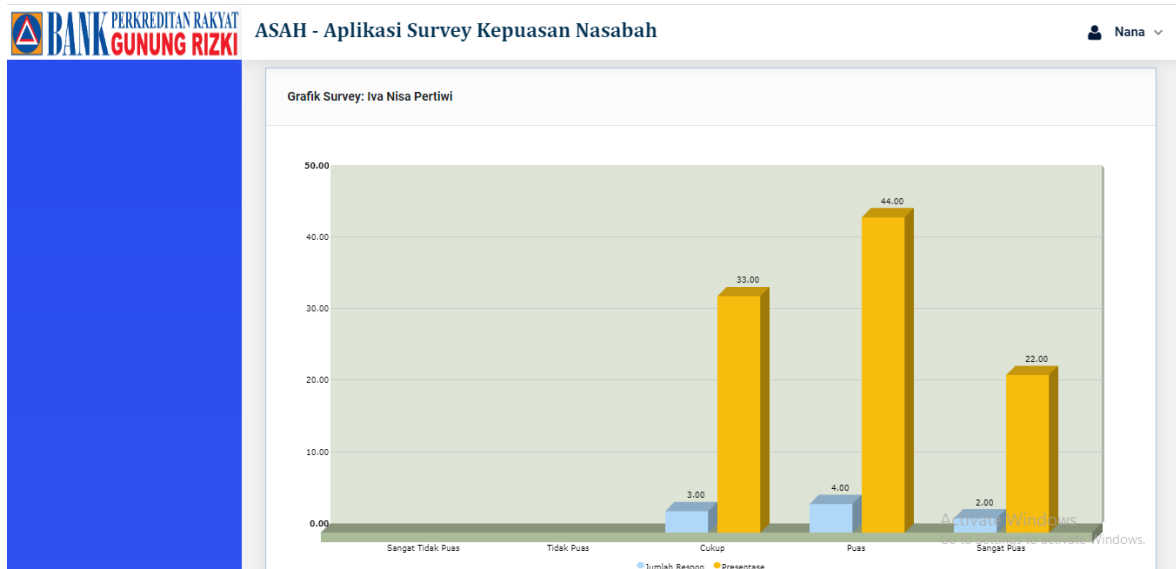 BANK PERKREDITAN RAKYAT
GUNUNG RIZKI
ASAH - Aplikasi Survey Kepuasan Nasabah
Nana
Grafik Survey: Iva Nisa Pertiwi
50.00
44.00
40.00
33.00
30.00
22.00
20.00
10.00
3.00
4.00
2.00
0.00
Activate Windows
Go to Settings to activate Windows.
Sangat Tidak Puas
Tidak Puas
Cukup
Puas
Sangat Puas
Jumlah Respon Presentase